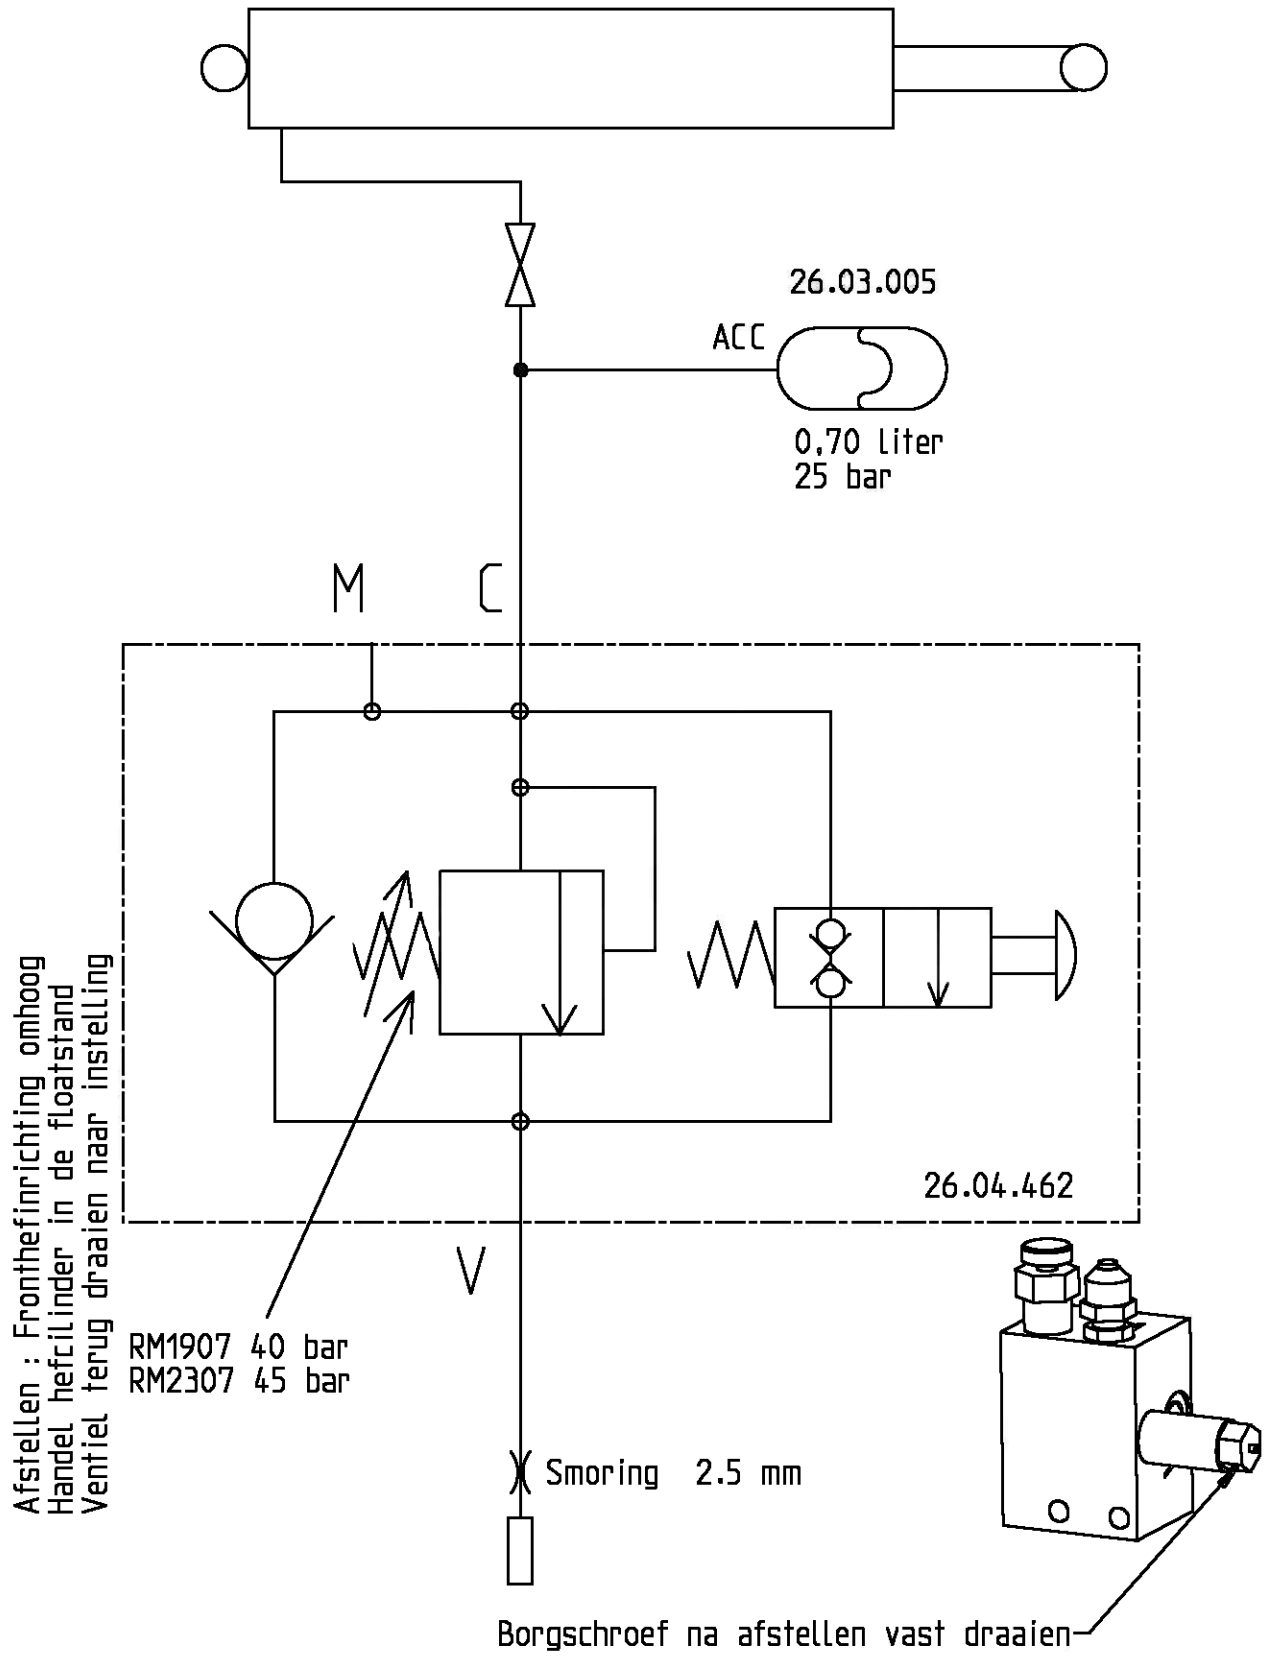 26.03.005
ACC
0,70 liter
25 bar
M
C
26.04.462
V
Afstellen : Fronthefinrichting omhoog
Handel hefcilinder in de floatstand
Ventiel terug draaien naar instelling
RM1907 40 bar
RM2307 45 bar
Smoring 2.5 mm
Borgschroef na afstellen vast draaien